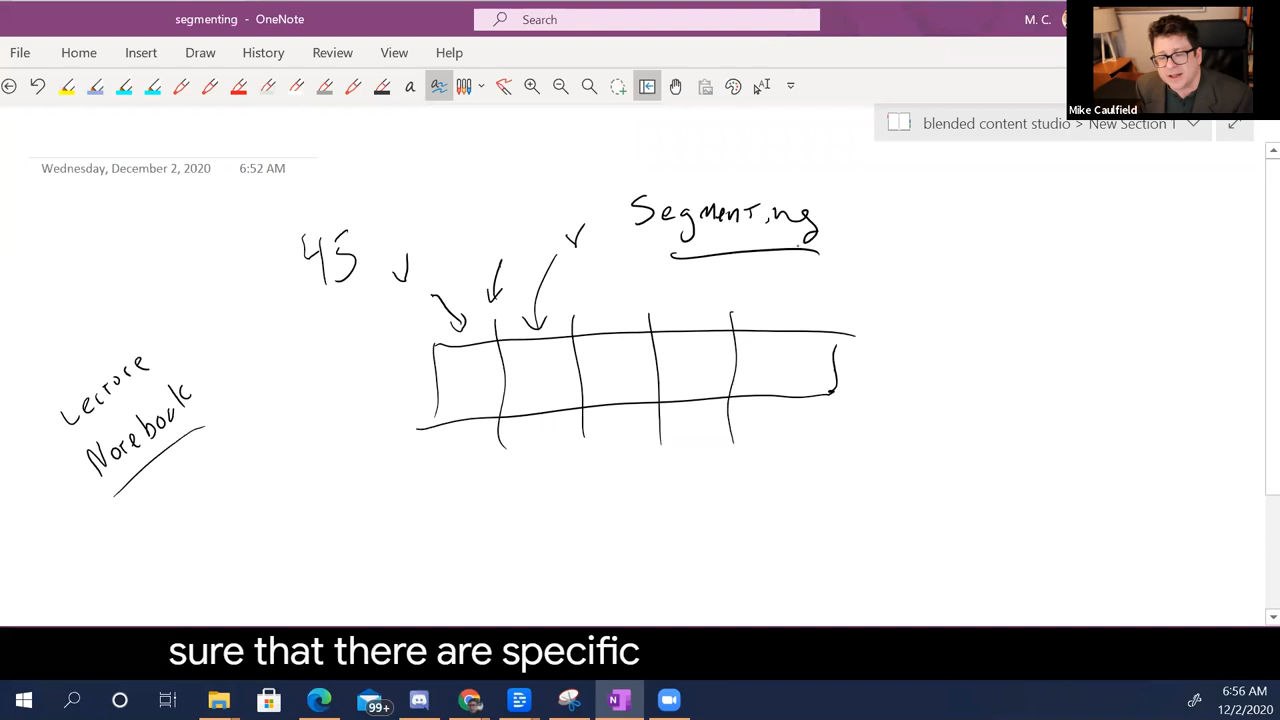 segmenting - OneNote
Search
M. C.
File Home Insert Draw History Review View Help
Mike Caulfield
blended content studio > New Section 1
Wednesday, December 2, 2020 6:52 AM
Segmenting
45
Lecture
Notebook
sure that there are specific
99+
6:56 AM
12/2/2020